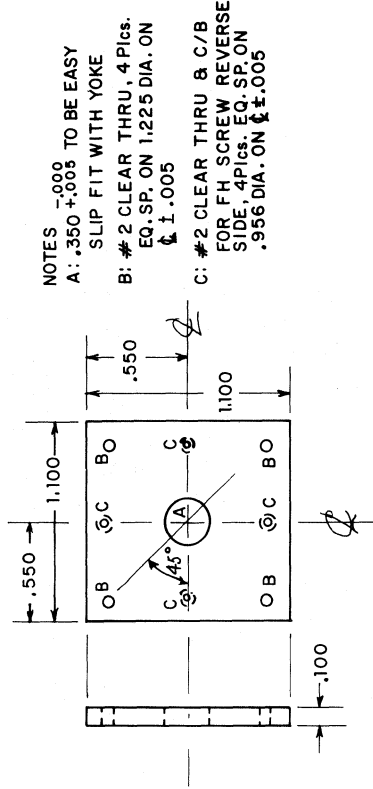 NOTES
A: .350 +.005 -.000 TO BE EASY
SLIP FIT WITH YOKE
B: #2 CLEAR THRU, 4 Plcs.
EQ. SP. ON 1.225 DIA. ON
℄ ±.005
C: #2 CLEAR THRU & C/B
FOR FH SCREW REVERSE
SIDE, 4Plcs. EQ. SP. ON
.956 DIA. ON ℄ ±.005
1.100
.550
.550
1.100
℄
℄
B
C
B
C
A
C
45°
B
C
B
.100